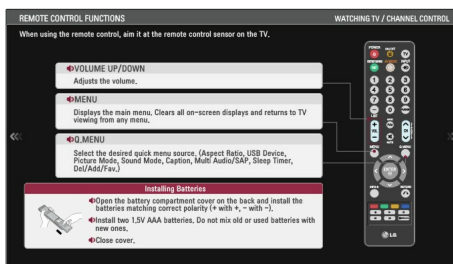 REMOTE CONTROL FUNCTIONS
WATCHING TV / CHANNEL CONTROL
When using the remote control, aim it at the remote control sensor on the TV.
VOLUME UP/DOWN
Adjusts the volume.
MENU
Displays the main menu. Clears all on-screen displays and returns to TV
viewing from any menu.
Q.MENU
Select the desired quick menu source. (Aspect Ratio, USB Device,
Picture Mode, Sound Mode, Caption, Multi Audio/SAP, Sleep Timer,
Del/Add/Fav.)
Installing Batteries
Open the battery compartment cover on the back and install the
batteries matching correct polarity (+ with +, - with -).
Install two 1,5V AAA batteries. Do not mix old or used batteries with
new ones.
Close cover.
POWER
TV
INPUT
1 2 3
4 5 6
7 8 9
0
MENU
Q. MENU
ENTER
LG